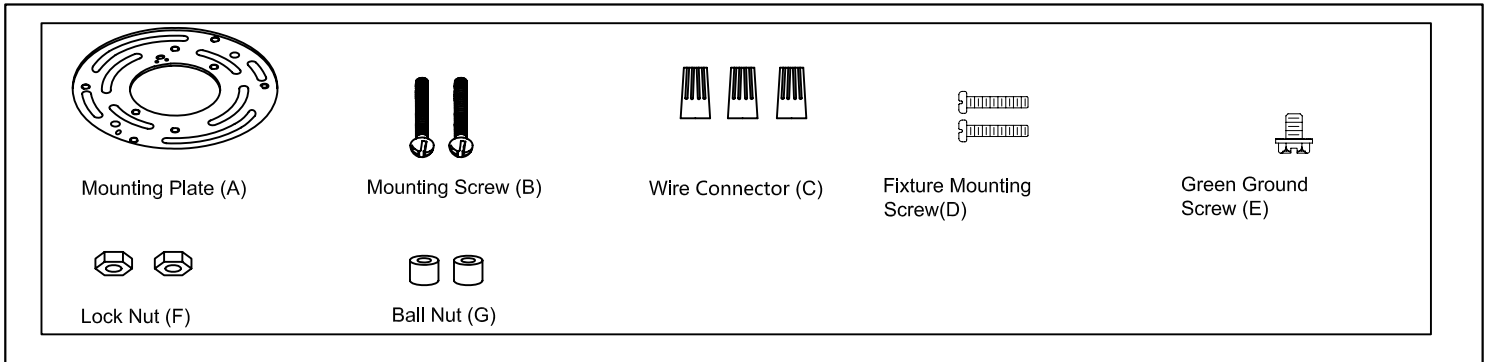 Mounting Plate (A)
Mounting Screw (B)
Wire Connector (C)
Fixture Mounting
Screw(D)
Green Ground
Screw (E)
Lock Nut (F)
Ball Nut (G)